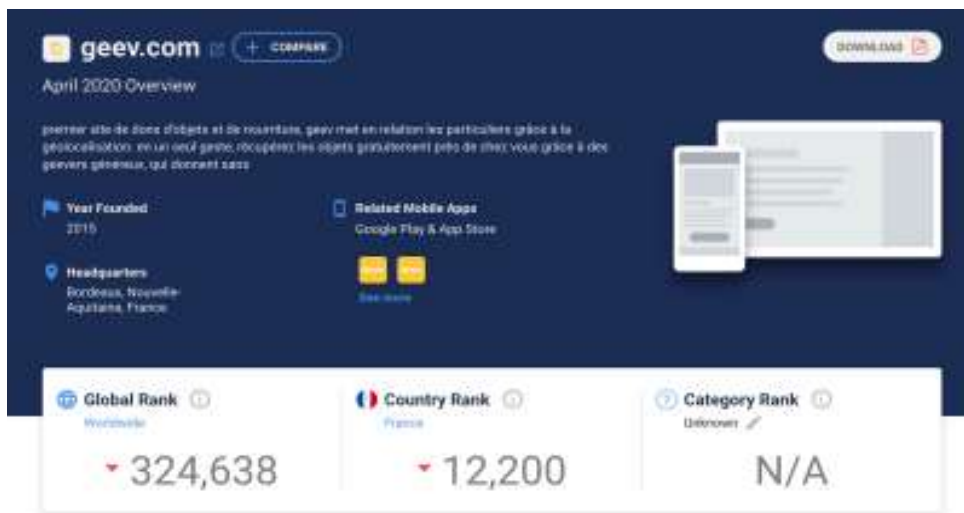 geev.com
+ COMPARE
DOWNLOAD
April 2020 Overview
premier site de dons d'objets et de nourriture, geev met en relation les particuliers grâce à la
géolocalisation. en un seul geste, récupérez les objets gratuitement près de chez vous grâce à des
geevers généreux, qui donnent sans
Year Founded
2015
Related Mobile Apps
Google Play & App Store
Headquarters
Bordeaux, Nouvelle-
Aquitaine, France
See more
Global Rank
Worldwide
324,638
Country Rank
France
12,200
Category Rank
Unknown
N/A